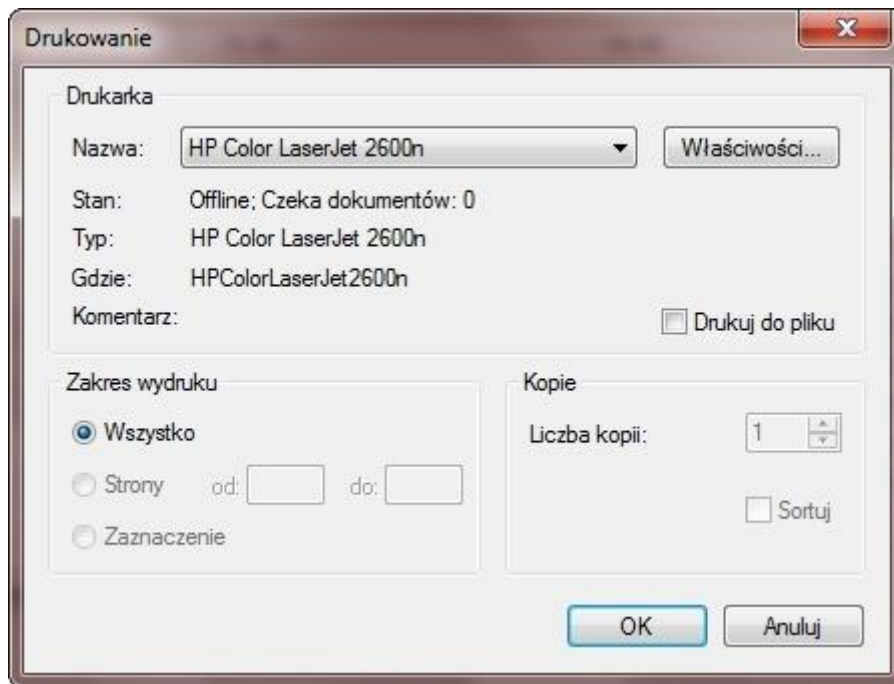 Drukowanie
Drukarka
Nazwa: HP Color LaserJet 2600n Właściwości...
Stan: Offline; Czeka dokumentów: 0
Typ: HP Color LaserJet 2600n
Gdzie: HPColorLaserJet2600n
Komentarz: Drukuj do pliku
Zakres wydruku
Wszystko
Strony od: do:
Zaznaczenie
Kopie
Liczba kopii: 1
Sortuj
OK Anuluj